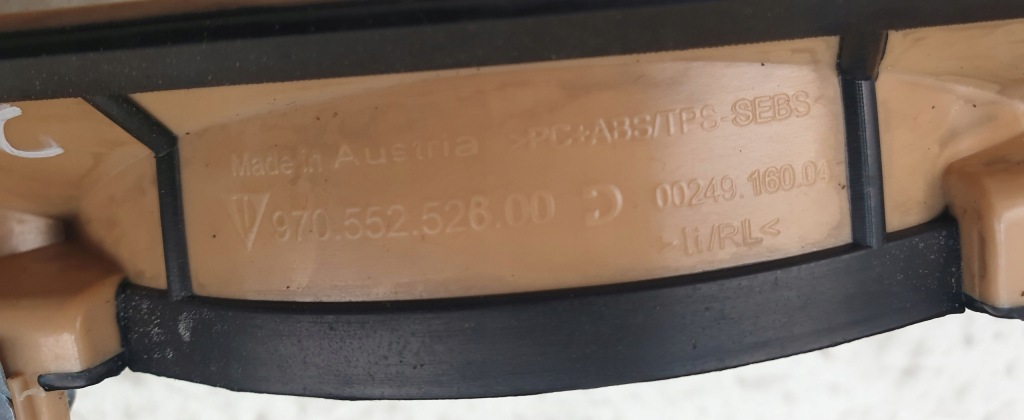 Made in Austria >PC+ABS/TPS-SEBS
970.552.526.00 00249.160.04
li/RL<
C